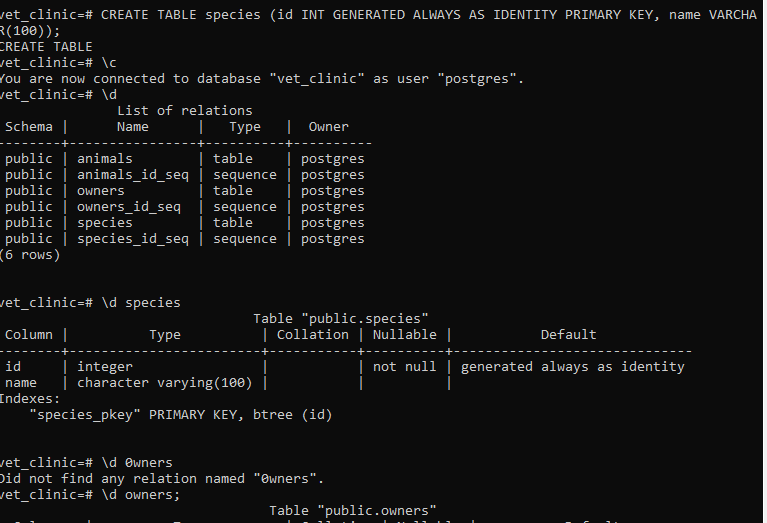 vet_clinic=# CREATE TABLE species (id INT GENERATED ALWAYS AS IDENTITY PRIMARY KEY, name VARCHA
R(100));
CREATE TABLE
vet_clinic=# \c
You are now connected to database "vet_clinic" as user "postgres".
vet_clinic=# \d
List of relations
Schema | Name | Type | Owner
--------+----------------+----------+----------
public | animals | table | postgres
public | animals_id_seq | sequence | postgres
public | owners | table | postgres
public | owners_id_seq | sequence | postgres
public | species | table | postgres
public | species_id_seq | sequence | postgres
(6 rows)
vet_clinic=# \d species
Table "public.species"
Column | Type | Collation | Nullable | Default
--------+------------------------+-----------+----------+------------------------------
id | integer | | not null | generated always as identity
name | character varying(100) | | |
Indexes:
"species_pkey" PRIMARY KEY, btree (id)
vet_clinic=# \d 0wners
Did not find any relation named "0wners".
vet_clinic=# \d owners;
Table "public.owners"